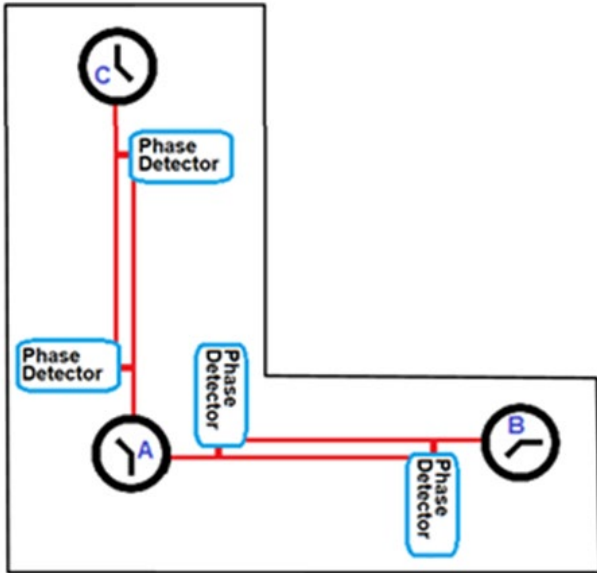 C
Phase
Detector
Phase
Detector
Phase
Detector
A
B
Phase
Detector